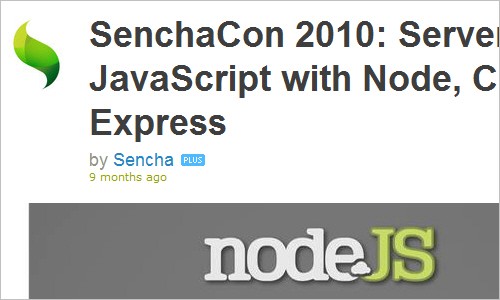 SenchaCon 2010: Server
JavaScript with Node, C
Express
by Sencha PLUS
9 months ago
nodeJS